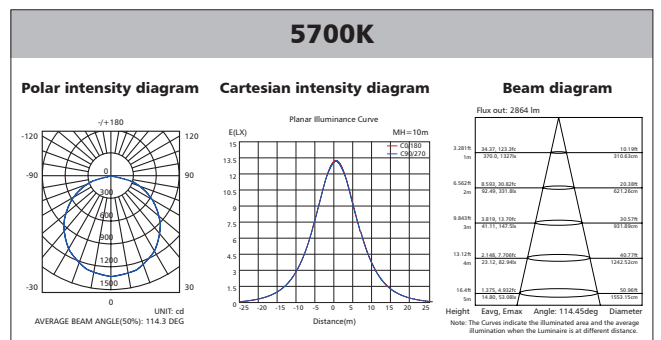 5700K
Polar intensity diagram
-/+180
-120
120
-90
90
0
300
600
900
1200
1500
-30
30
0
UNIT: cd
AVERAGE BEAM ANGLE(50%): 114.3 DEG
Cartesian intensity diagram
Planar Illuminance Curve
E(LX)
MH=10m
C0/180
C90/270
15
13.5
12
10.5
9
7.5
6
4.5
3
1.5
0
-25 -20 -15 -10 -5 0 5 10 15 20 25
Distance(m)
Beam diagram
Flux out: 2864 lm
3.281ft 34.37, 123.3fc 10.19ft
1m 370.0, 1327lx 310.63cm
6.562ft 8.593, 30.82fc 20.38ft
2m 92.49, 331.8lx 621.26cm
9.843ft 3.819, 13.70fc 30.57ft
3m 41.11, 147.5lx 931.89cm
13.12ft 2.148, 7.706fc 40.77ft
4m 23.12, 82.94lx 1242.52cm
16.4ft 1.375, 4.932fc 50.96ft
5m 14.80, 53.08lx 1553.15cm
Height Eavg, Emax Angle: 114.45deg Diameter
Note: The Curves indicate the illuminated area and the average
illumination when the Luminaire is at different distance.